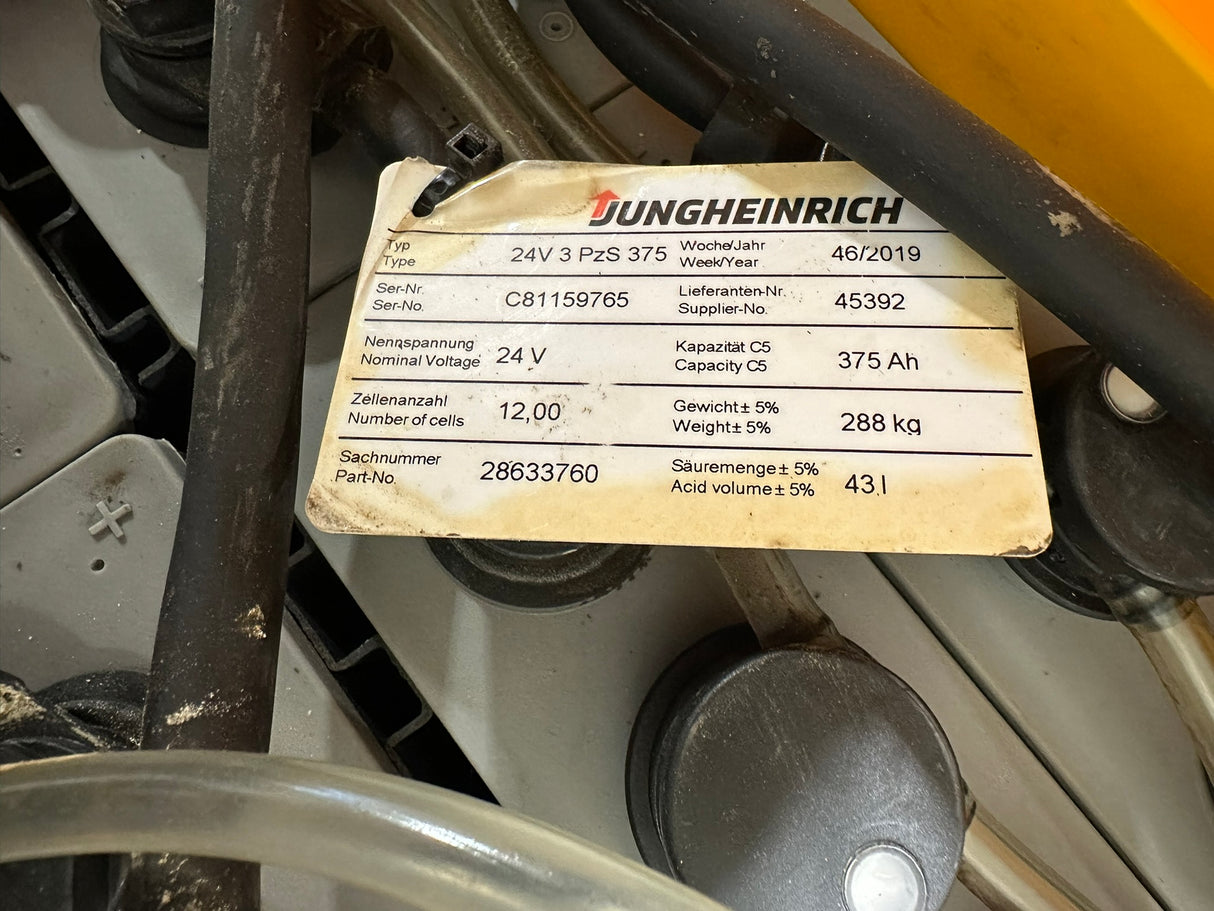 JUNGHEINRICH
Typ
Type
24V 3 PzS 375
Woche/Jahr
Week/Year
46/2019
Ser-Nr.
Ser-No.
C81159765
Lieferanten-Nr.
Supplier-No.
45392
Nennspannung
Nominal Voltage
24 V
Kapazität C5
Capacity C5
375 Ah
Zellenanzahl
Number of cells
12,00
Gewicht± 5%
Weight± 5%
288 kg
Sachnummer
Part-No.
28633760
Säuremenge± 5%
Acid volume± 5%
43 l
+